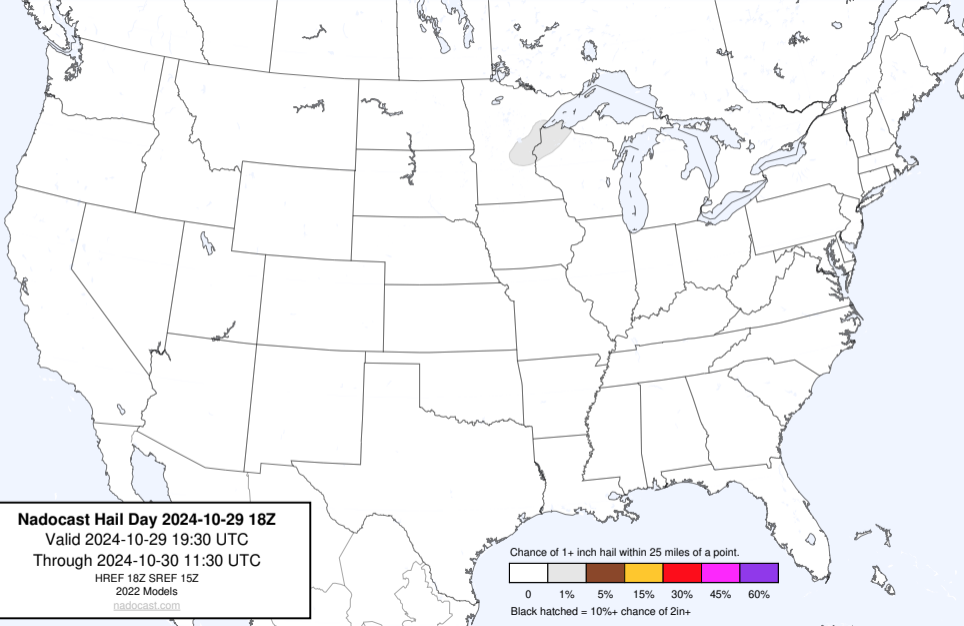 Nadocast Hail Day 2024-10-29 18Z
Valid 2024-10-29 19:30 UTC
Through 2024-10-30 11:30 UTC
HREF 18Z SREF 15Z
2022 Models
nadocast.com
Chance of 1+ inch hail within 25 miles of a point.
0 1% 5% 15% 30% 45% 60%
Black hatched = 10%+ chance of 2in+